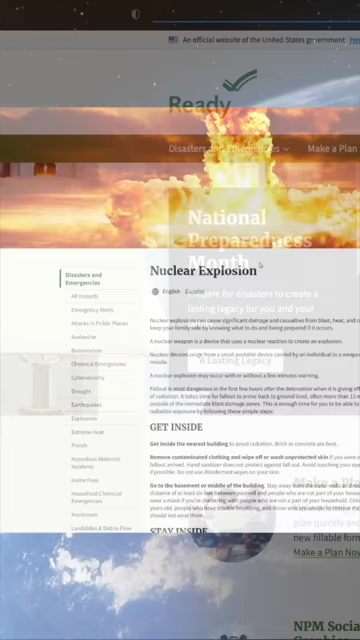 An official website of the United States government
Ready
Disasters and Emergencies
Make a Plan
National
Preparedness
Month
Prepare for disasters to create a
lasting legacy for you and your
A Lasting Legacy
Nuclear Explosion
English Español
Disasters and
Emergencies
All Hazards
Emergency Alerts
Attacks in Public Places
Avalanche
Bioterrorism
Chemical Emergencies
Cybersecurity
Drought
Earthquakes
Explosions
Extreme Heat
Floods
Hazardous Materials
Incidents
Home Fires
Household Chemical
Emergencies
Hurricanes
Landslides & Debris Flow
Nuclear explosions can cause significant damage and casualties from blast, heat, and
keep your family safe by knowing what to do and being prepared if it occurs.
A nuclear weapon is a device that uses a nuclear reaction to create an explosion.
Nuclear devices range from a small portable device carried by an individual to a weapon
missile.
A nuclear explosion may occur with or without a few minutes warning.
Fallout is most dangerous in the first few hours after the detonation when it is giving off
of radiation. It takes time for fallout to arrive back to ground level, often more than
outside of the immediate blast damage zones. This is enough time for you to be able to
radiation exposure by following these simple steps:
GET INSIDE
Get inside the nearest building to avoid radiation. Brick or concrete are best.
Remove contaminated clothing and wipe off or wash unprotected skin if you were
fallout arrived. Hand sanitizer does not protect against fall out. Avoid touching your eyes
if possible. Do not use disinfectant wipes on your skin.
Go to the basement or middle of the building. Stay away from the outer walls and
distance of at least six feet between yourself and people who are not part of your household
wear a mask if you're sheltering with people who are not a part of your household.
years old, people who have trouble breathing, and those who are unable to remove
should not wear them.
STAY INSIDE
Make a Pla
plan quickly and
new fillable form
Make a Plan Now
NPM Social
Graphics